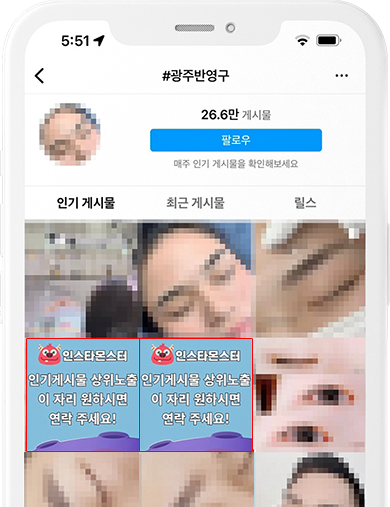 5:51
#광주반영구
26.6만 게시물
팔로우
매주 인기 게시물을 확인해보세요
인기 게시물 최근 게시물 릴스
인스타몬스터
인기게시물 상위노출
이 자리 원하시면
연락 주세요!
인스타몬스터
인기게시물 상위노출
이 자리 원하시면
연락 주세요!